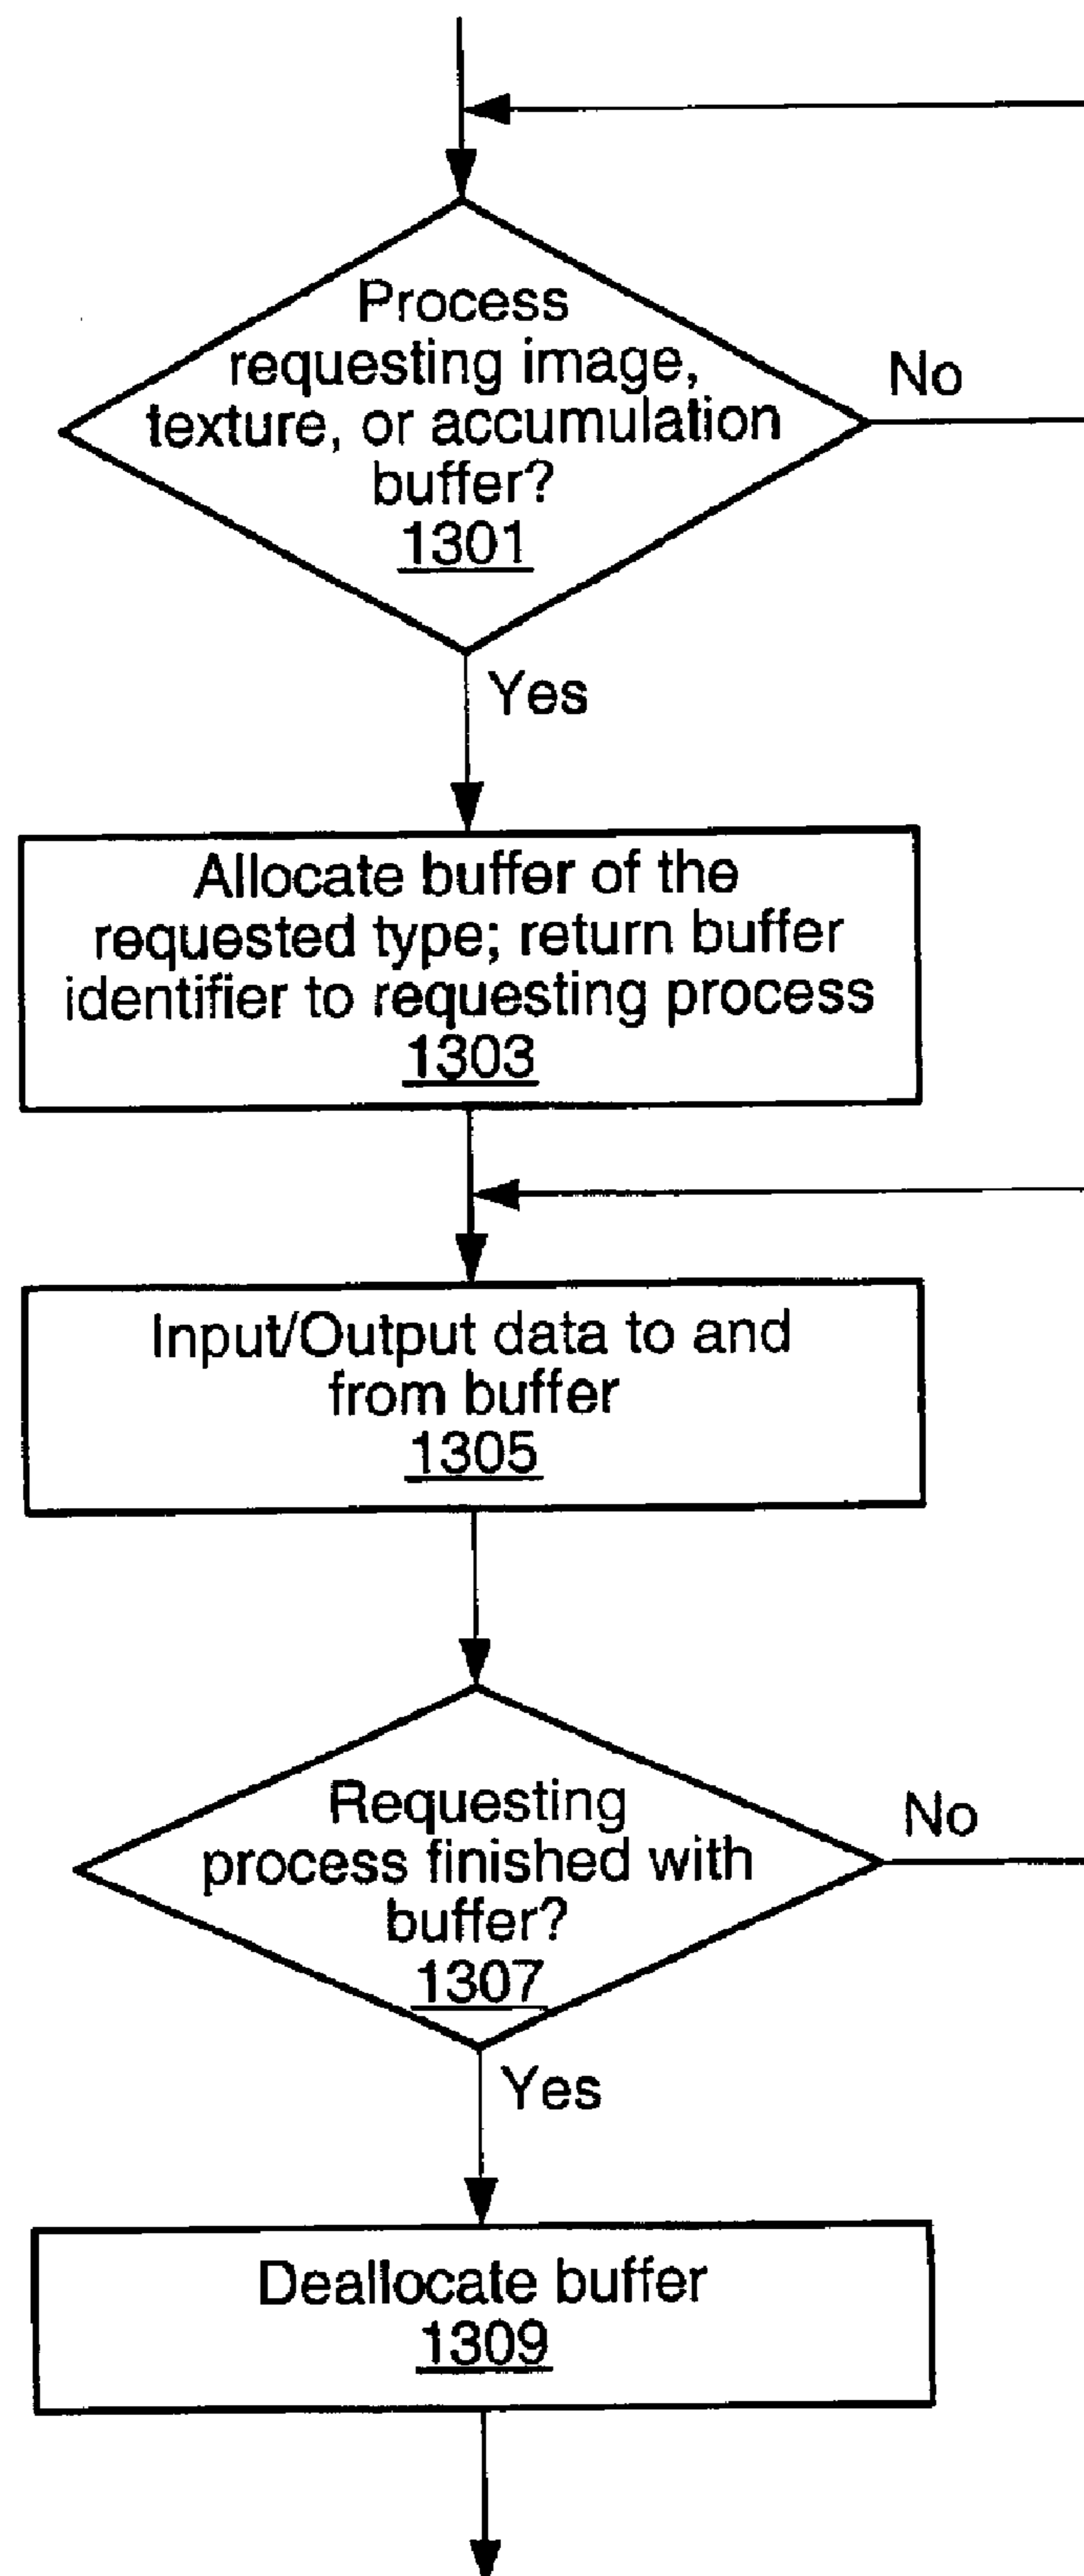 Process
requesting image,
texture, or accumulation
buffer?
1301
No
Yes
Allocate buffer of the
requested type; return buffer
identifier to requesting process
1303
Input/Output data to and
from buffer
1305
Requesting
process finished with
buffer?
1307
No
Yes
Deallocate buffer
1309